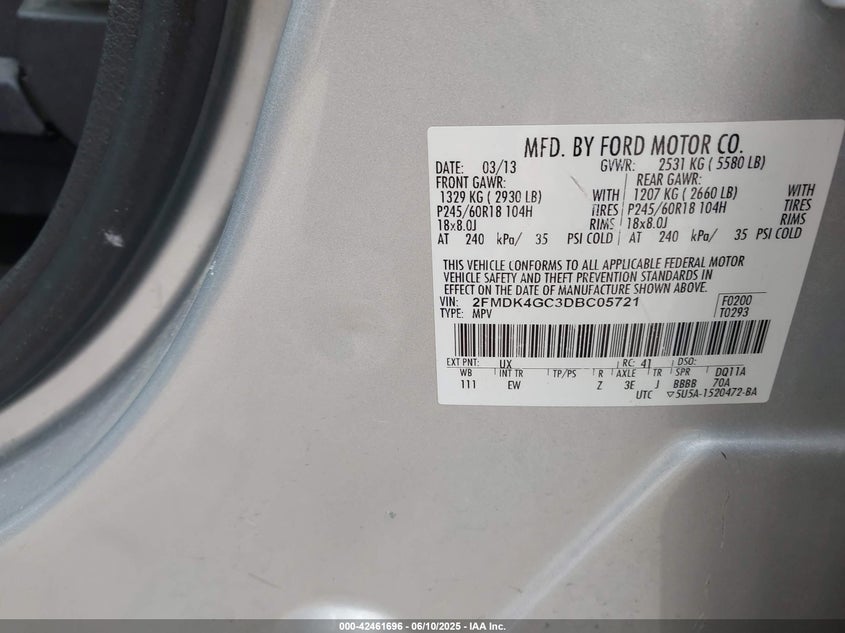 MFD. BY FORD MOTOR CO.
DATE: 03/13 GVWR: 2531 KG ( 5580 LB)
FRONT GAWR: REAR GAWR:
1329 KG ( 2930 LB) WITH 1207 KG ( 2660 LB) WITH
P245/60R18 104H TIRES P245/60R18 104H TIRES
18x8.0J RIMS 18x8.0J RIMS
AT 240 kPa/ 35 PSI COLD AT 240 kPa/ 35 PSI COLD
THIS VEHICLE CONFORMS TO ALL APPLICABLE FEDERAL MOTOR
VEHICLE SAFETY AND THEFT PREVENTION STANDARDS IN
EFFECT ON THE DATE OF MANUFACTURE SHOWN ABOVE.
VIN: 2FMDK4GC3DBC05721 F0200
TYPE: MPV T0293
EXT PNT: UX RC: 41 DSO:
WB INT TR TP/PS R AXLE TR SPR DQ11A
111 EW Z 3E J BBBB 70A
UTC ▽5U5A-1520472-BA
000-42461696 - 06/10/2025 - IAA Inc.